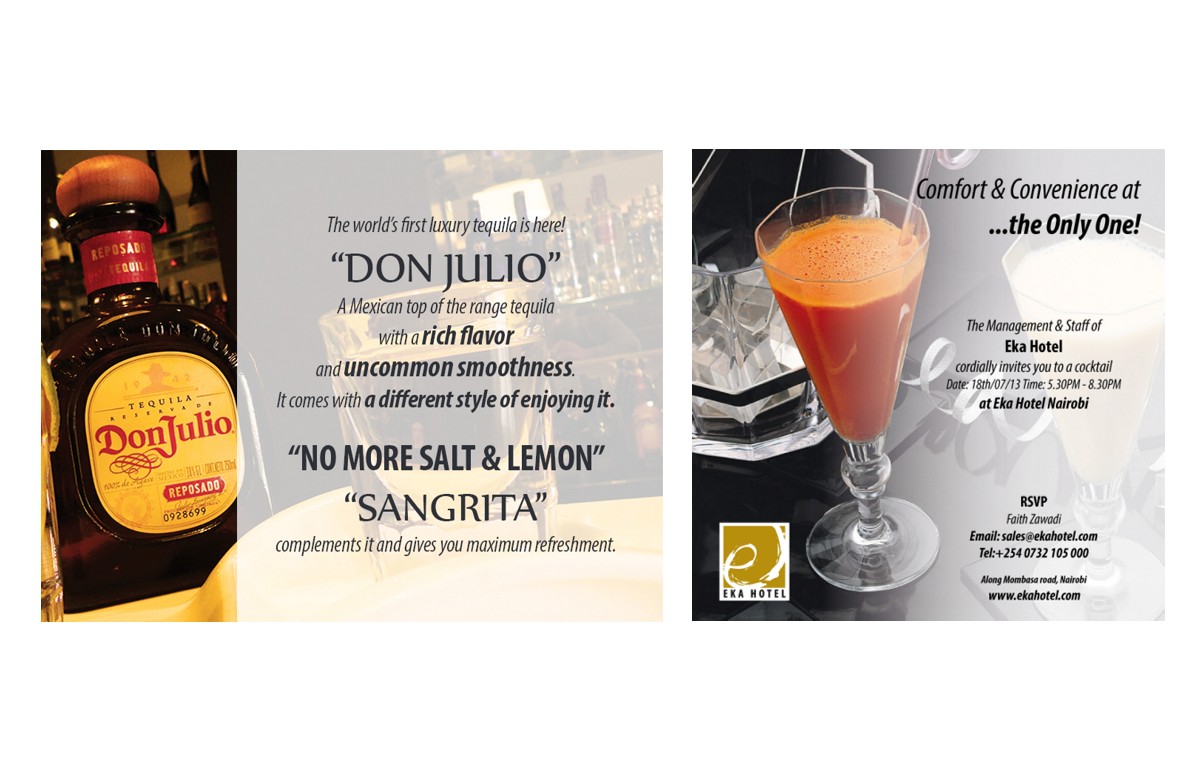 REPOSADO
TEQUILA
DON JULIO
1942
TEQUILA
RESERVA DE
Don Julio
100% de Agave
REPOSADO
0928699
The world's first luxury tequila is here!
“DON JULIO”
A Mexican top of the range tequila
with a rich flavor
and uncommon smoothness.
It comes with a different style of enjoying it.
“NO MORE SALT & LEMON”
“SANGRITA”
complements it and gives you maximum refreshment.
Comfort & Convenience at
...the Only One!
The Management & Staff of
Eka Hotel
cordially invites you to a cocktail
Date: 18th/07/13 Time: 5.30PM - 8.30PM
at Eka Hotel Nairobi
RSVP
Faith Zawadi
Email: sales@ekahotel.com
Tel:+254 0732 105 000
Along Mombasa road, Nairobi
www.ekahotel.com
e
EKA HOTEL